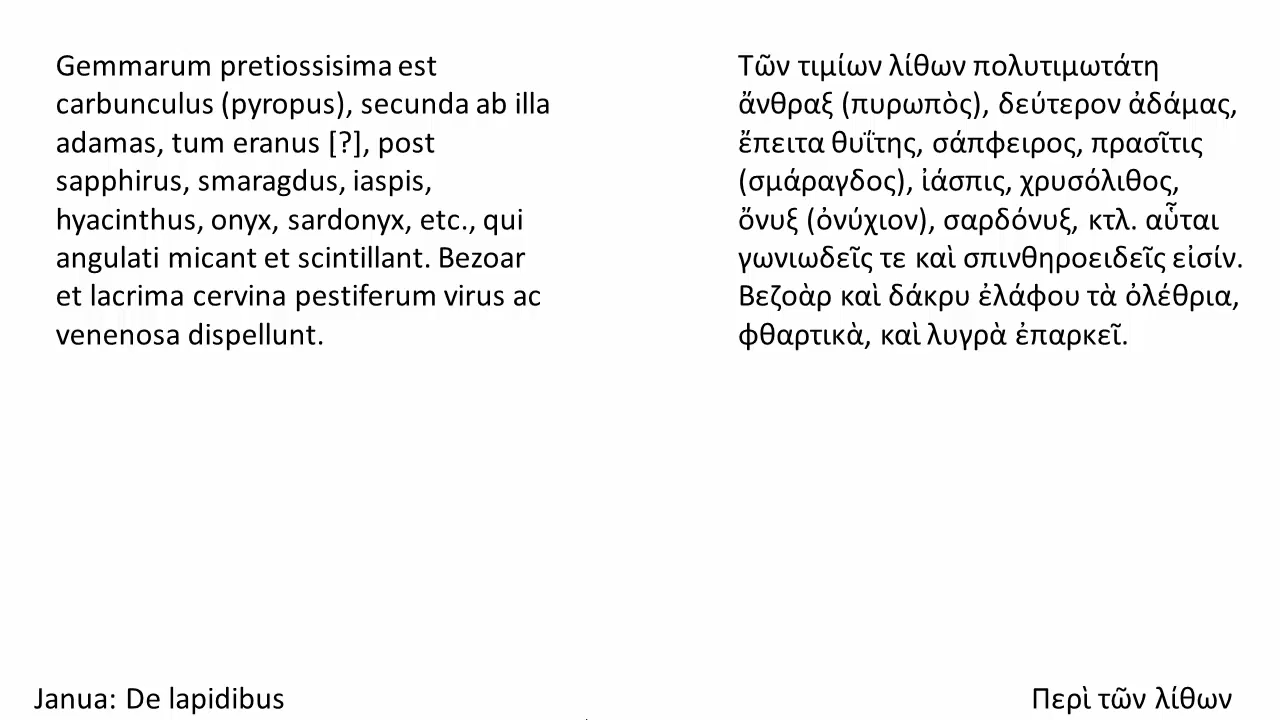 Gemmarum pretiossisima est
carbunculus (pyropus), secunda ab illa
adamas, tum eranus [?], post
sapphirus, smaragdus, iaspis,
hyacinthus, onyx, sardonyx, etc., qui
angulati micant et scintillant. Bezoar
et lacrima cervina pestiferum virus ac
venenosa dispellunt.
Τῶν τιμίων λίθων πολυτιμωτάτη
ἄνθραξ (πυρωπὸς), δεύτερον ἀδάμας,
ἔπειτα θυΐτης, σάπφειρος, πρασῖτις
(σμάραγδος), ἰάσπις, χρυσόλιθος,
ὄνυξ (ὀνύχιον), σαρδόνυξ, κτλ. αὗται
γωνιωδεῖς τε καὶ σπινθηροειδεῖς εἰσίν.
Βεζοὰρ καὶ δάκρυ ἐλάφου τὰ ὀλέθρια,
φθαρτικὰ, καὶ λυγρὰ ἐπαρκεῖ.
Janua: De lapidibus
Περὶ τῶν λίθων